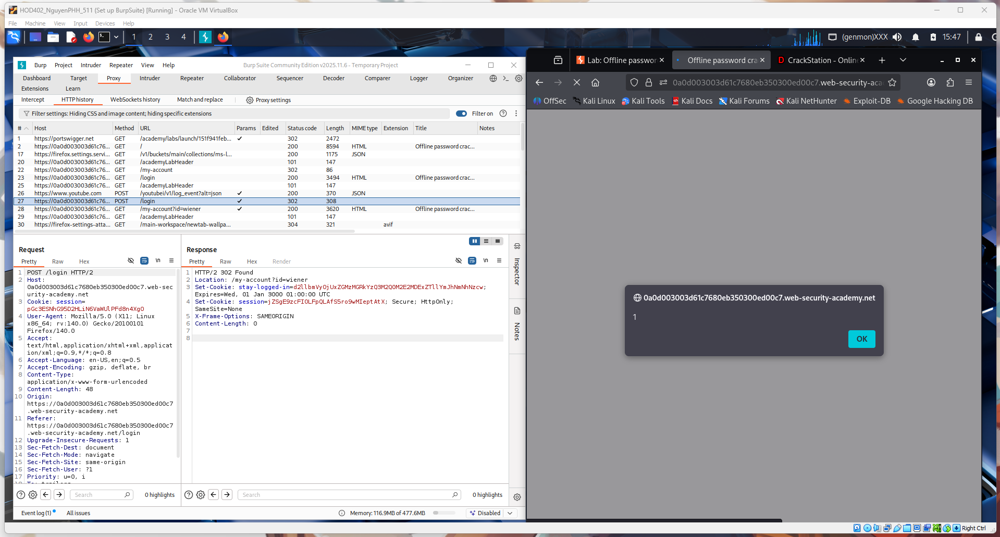 HOD402_NguyenPHH_511 (Set up BurpSuite) [Running] - Oracle VM VirtualBox
File Machine View Input Devices Help
1 2 3 4 (genmon)XXX 15:47
Burp Project Intruder Repeater View Help Burp Suite Community Edition v2025.11.6 - Temporary Project
Dashboard Target Proxy Intruder Repeater Collaborator Sequencer Decoder Comparer Logger Organizer
Extensions Learn
Intercept HTTP history WebSockets history Match and replace Proxy settings
Filter settings: Hiding CSS and image content; hiding specific extensions Filter on
# Host Method URL Params Edited Status code Length MIME type Extension Title Notes
1 https://portswigger.net GET /academy/labs/launch/151f941feb... ✓ 302 2472
2 https://0a0d003003d61c76... GET / 200 8594 HTML Offline password crac...
17 https://firefox.settings.servi... GET /v1/buckets/main/collections/ms-l... 200 1175 JSON
20 https://0a0d003003d61c76... GET /academyLabHeader 101 147
22 https://0a0d003003d61c76... GET /my-account 302 86
23 https://0a0d003003d61c76... GET /login 200 3494 HTML Offline password crac...
25 https://0a0d003003d61c76... GET /academyLabHeader 101 147
26 https://www.youtube.com POST /youtubei/v1/log_event?alt=json ✓ 200 370 JSON
27 https://0a0d003003d61c76... POST /login ✓ 302 308
28 https://0a0d003003d61c76... GET /my-account?id=wiener ✓ 200 3620 HTML Offline password crac...
29 https://0a0d003003d61c76... GET /academyLabHeader 101 147
30 https://firefox-settings-atta... GET /main-workspace/newtab-wallpa... 304 321 avif
Request
Pretty Raw Hex \n
1 POST /login HTTP/2
2 Host:
0a0d003003d61c7680eb350300ed00c7.web-sec
urity-academy.net
3 Cookie: session=
pGc3ESNhG95D2HLiN6VaWUlPFd8n4XgO
4 User-Agent: Mozilla/5.0 (X11; Linux
x86_64; rv:140.0) Gecko/20100101
Firefox/140.0
5 Accept:
text/html,application/xhtml+xml,applicat
ion/xml;q=0.9,*/*;q=0.8
6 Accept-Language: en-US,en;q=0.5
7 Accept-Encoding: gzip, deflate, br
8 Content-Type:
application/x-www-form-urlencoded
9 Content-Length: 48
10 Origin:
https://0a0d003003d61c7680eb350300ed00c7
.web-security-academy.net
11 Referer:
https://0a0d003003d61c7680eb350300ed00c7
.web-security-academy.net/login
12 Upgrade-Insecure-Requests: 1
13 Sec-Fetch-Dest: document
14 Sec-Fetch-Mode: navigate
15 Sec-Fetch-Site: same-origin
16 Sec-Fetch-User: ?1
17 Priority: u=0, i
Search 0 highlights
Response
Pretty Raw Hex Render \n
1 HTTP/2 302 Found
2 Location: /my-account?id=wiener
3 Set-Cookie: stay-logged-in=d2llbmVyOjUxZGMzMGRkYzQ3M2Q0M2E2MDExZTllYmJhNmNhNzcw;
Expires=Wed, 01 Jan 3000 01:00:00 UTC
4 Set-Cookie: session=jZSgE9zcFIOLFpQLAfS5ro9wMIeptAtX; Secure; HttpOnly;
SameSite=None
5 X-Frame-Options: SAMEORIGIN
6 Content-Length: 0
7
8
Search 0 highlights
Inspector
Notes
Event log (1) All issues Memory: 116.9MB of 477.6MB Disabled
Lab: Offline passwor Offline password cra CrackStation - Onlin
0a0d003003d61c7680eb350300ed00c7.web-security-aca
OffSec Kali Linux Kali Tools Kali Docs Kali Forums Kali NetHunter Exploit-DB Google Hacking DB
0a0d003003d61c7680eb350300ed00c7.web-security-academy.net
1
OK
Right Ctrl